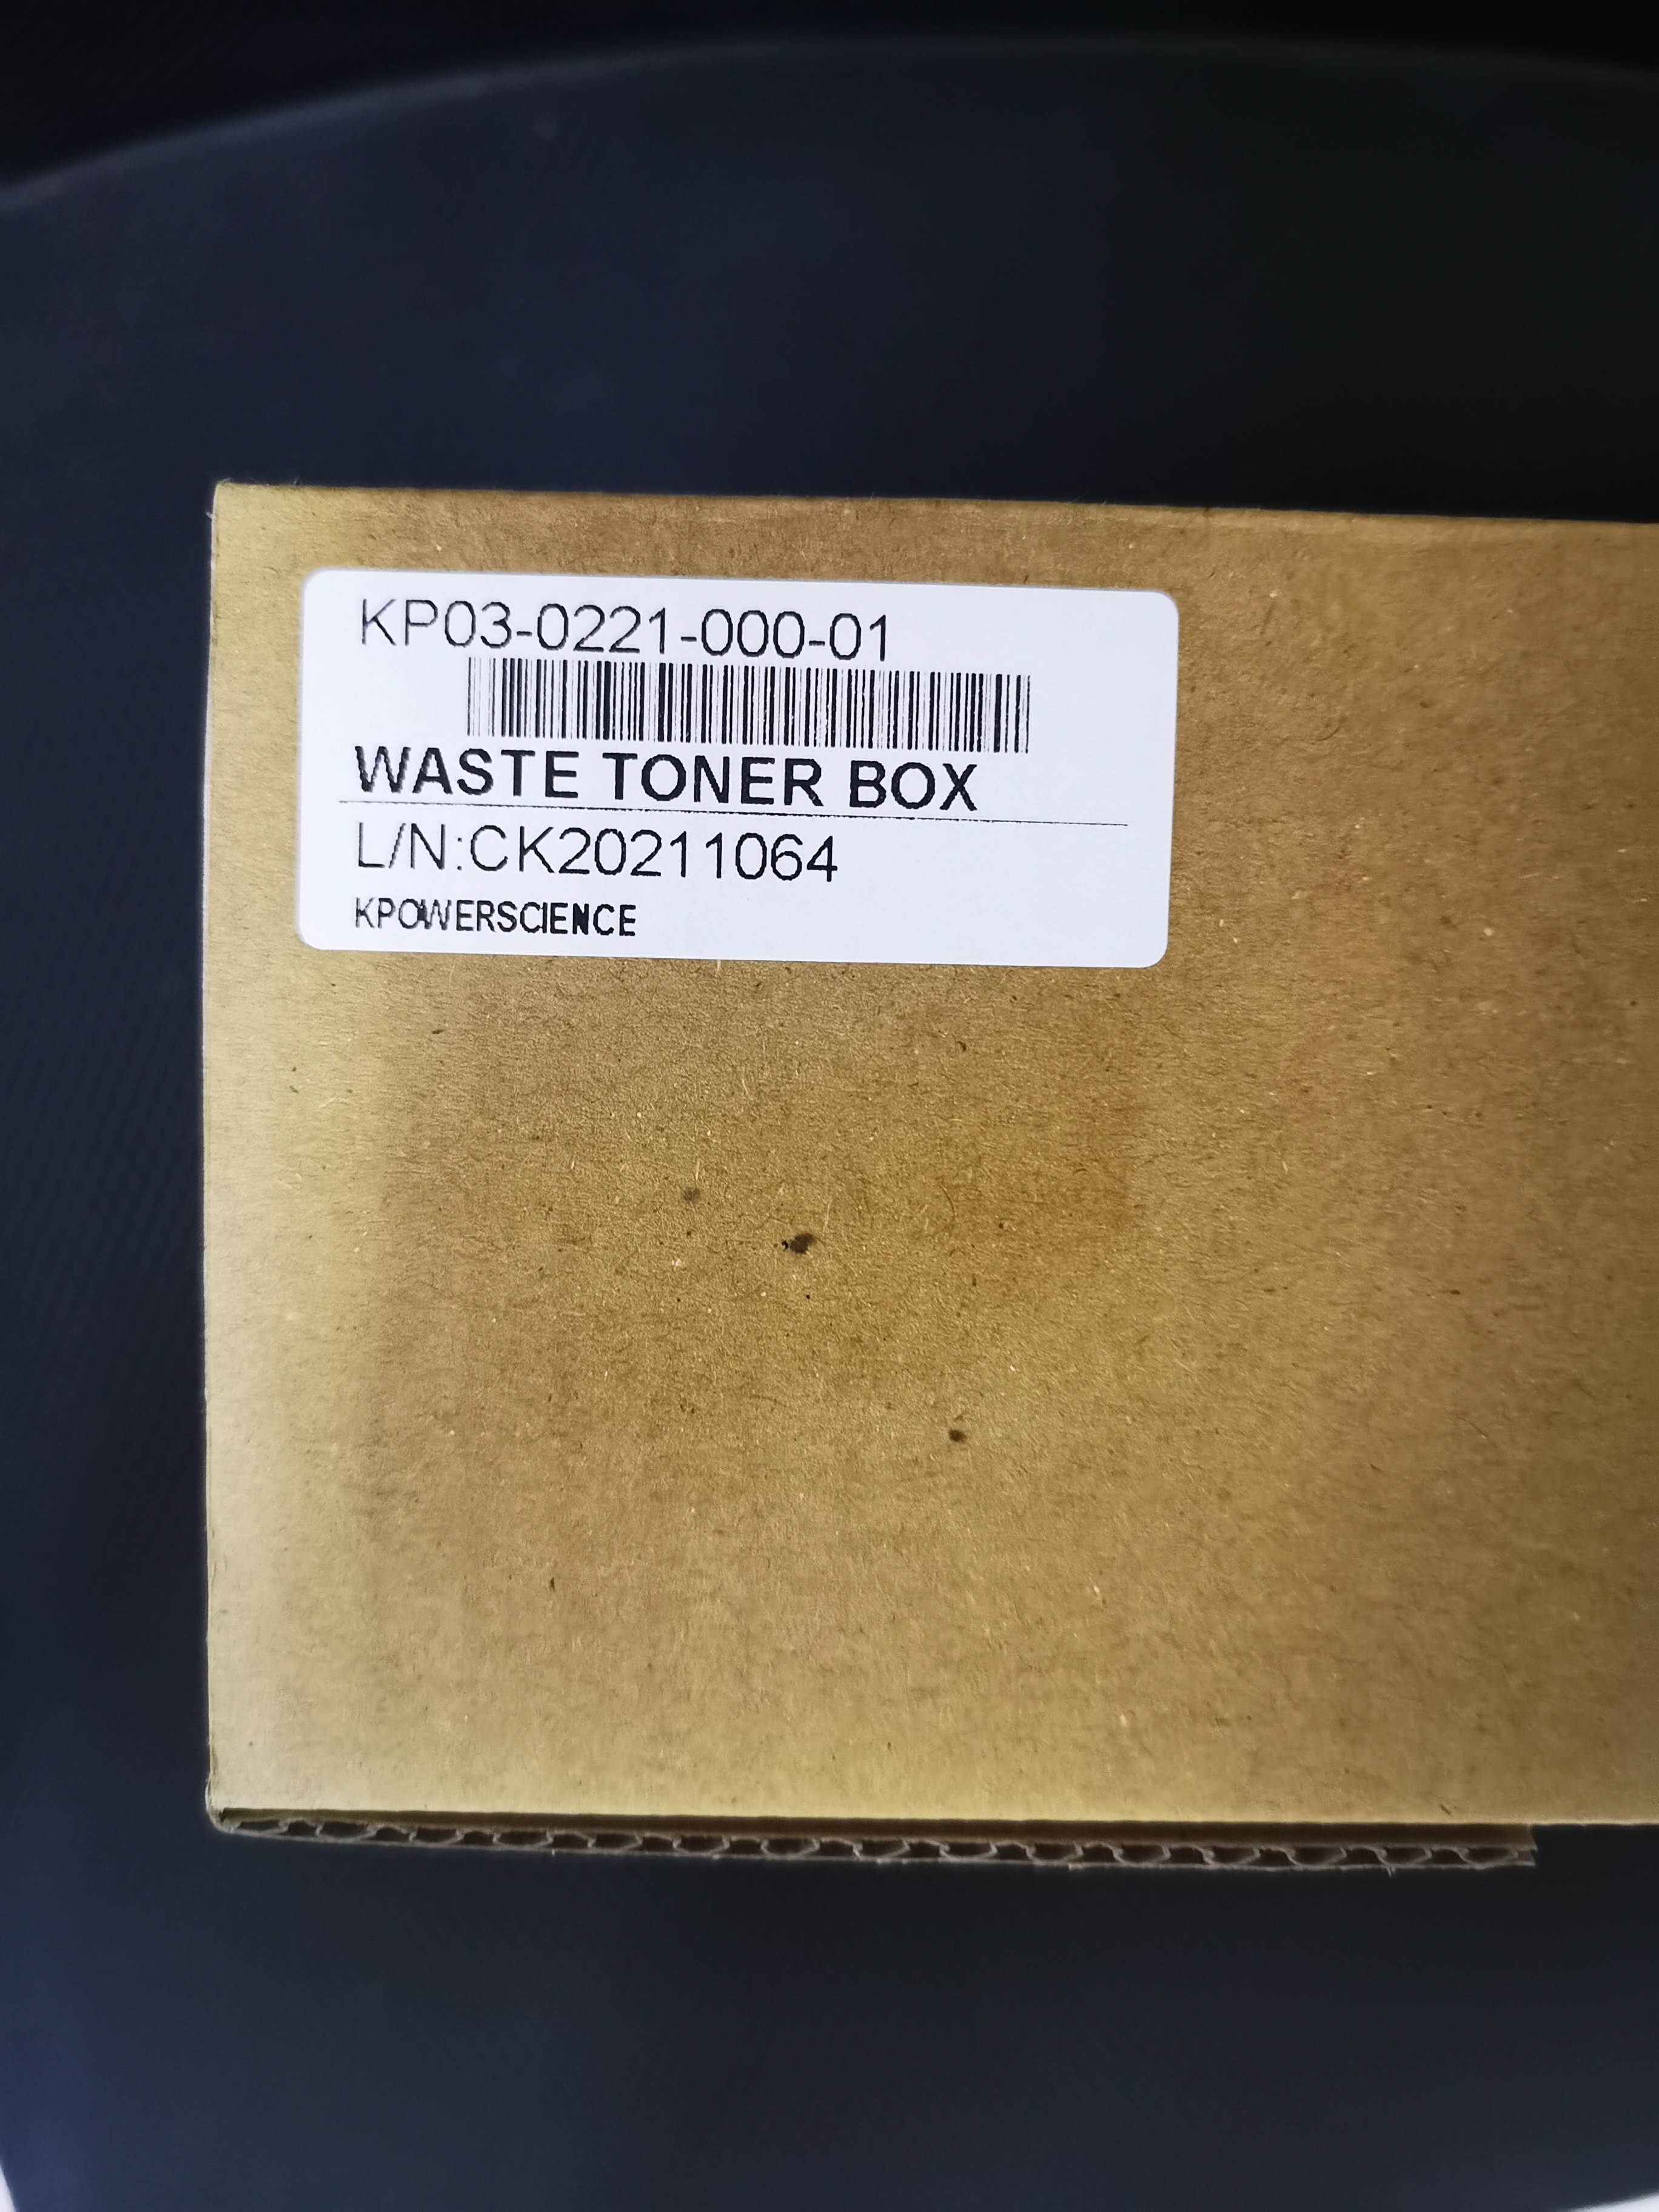 KP03-0221-000-01
WASTE TONER BOX
L/N:CK20211064
KPOWERSCIENCE